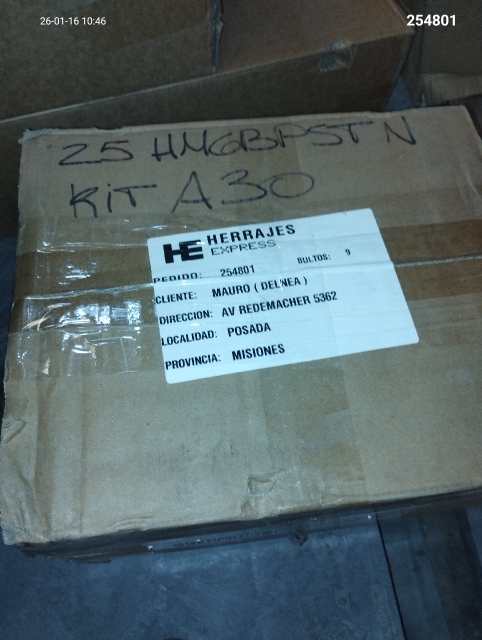 26-01-16 10:46
254801
25 HMGBPSTN
KIT A30
HE HERRAJES
EXPRESS
BULTOS: 9
PEDIDO: 254801
CLIENTE: MAURO ( DELNEA )
DIRECCION: AV REDEMACHER 5362
LOCALIDAD: POSADA
PROVINCIA: MISIONES